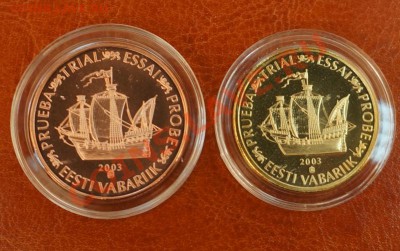 PRUEBA TRIAL ESSAI PROBE
2003
EESTI VABARIIK
PRUEBA TRIAL ESSAI PROBE
2003
EESTI VABARIIK